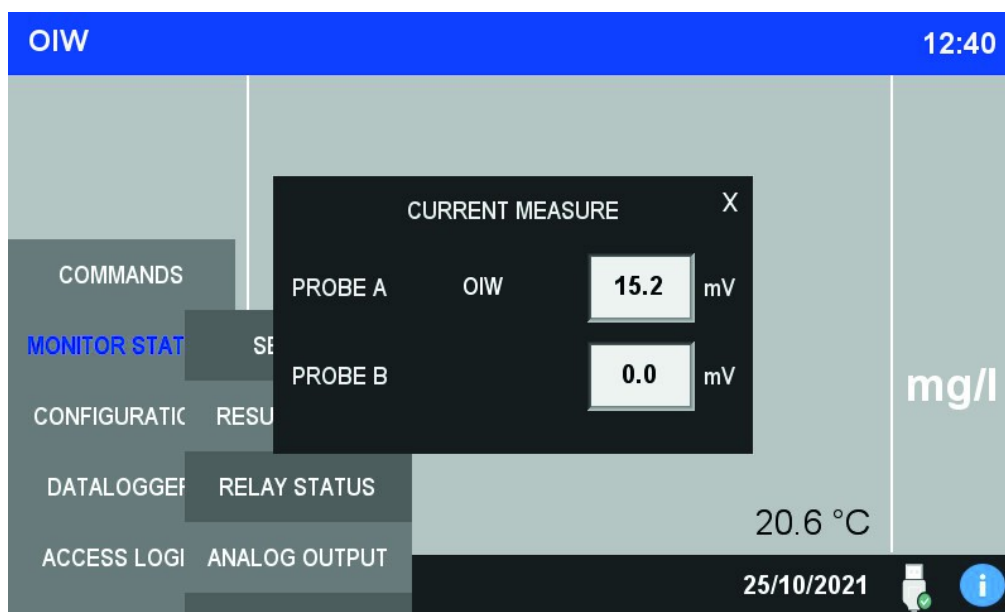 OIW 12:40
CURRENT MEASURE X
COMMANDS
PROBE A OIW 15.2 mV
MONITOR STAT SE
PROBE B 0.0 mV
mg/l
CONFIGURATIC RESU
DATALOGGER RELAY STATUS
20.6 °C
ACCESS LOGI ANALOG OUTPUT
25/10/2021
i